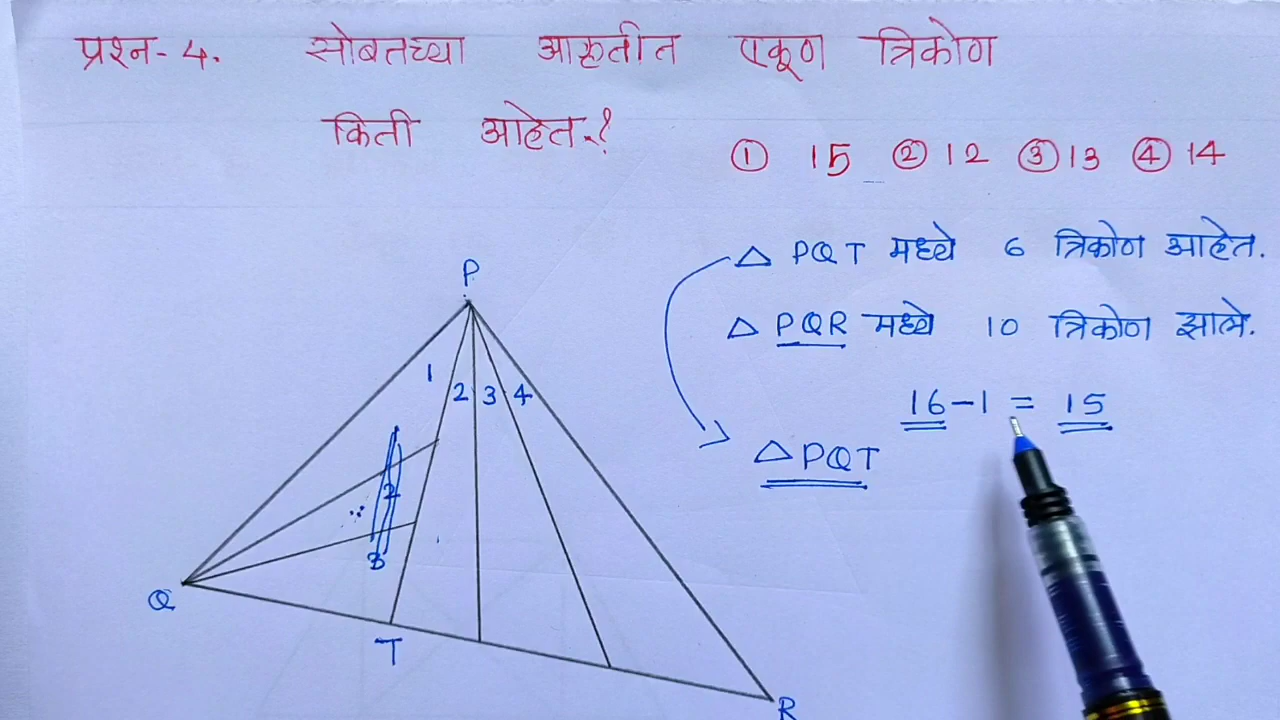 प्रश्न-4. सोबतच्या आकृतीत एकूण त्रिकोण
किती आहेत.?
① 15 ② 12 ③ 13 ④ 14
△ PQT मध्ये 6 त्रिकोण आहेत.
△ PQR मध्ये 10 त्रिकोण झाले.
16-1 = 15
△PQT
P
1 2 3 4
2
3
Q
T
R